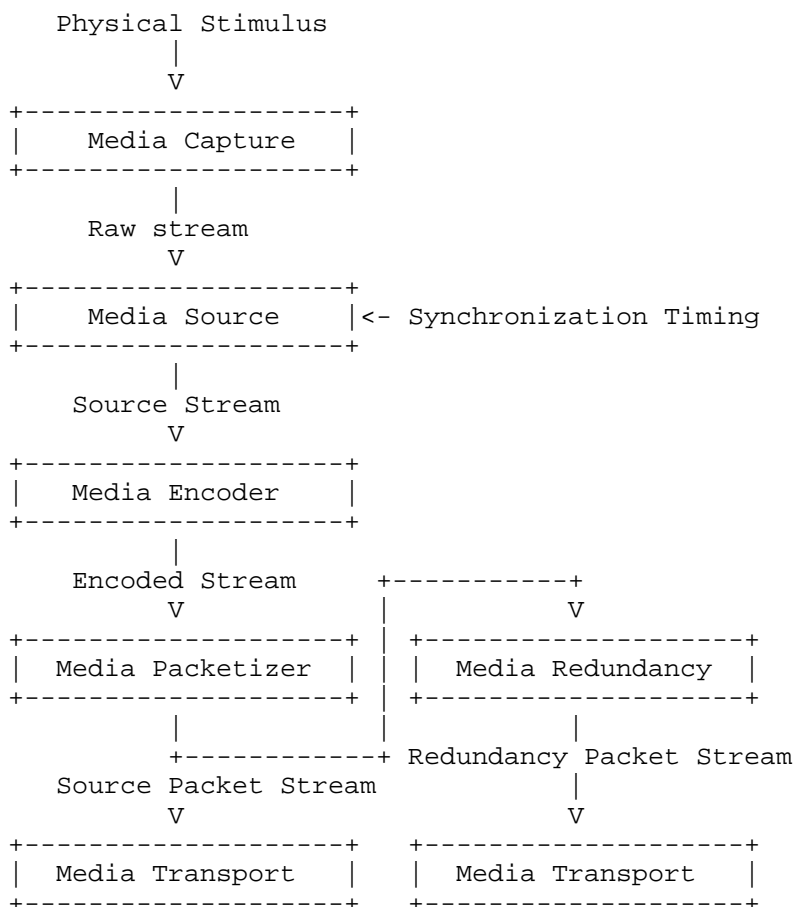 Physical Stimulus
|
V
+--------------------+
|    Media Capture   |
+--------------------+
|
Raw stream
V
+--------------------+
|    Media Source    |<- Synchronization Timing
+--------------------+
|
Source Stream
V
+--------------------+
|   Media Encoder    |
+--------------------+
|
Encoded Stream     +-----------+
V            |           V
+--------------------+ | +--------------------+
|  Media Packetizer  | | |  Media Redundancy  |
+--------------------+ | +--------------------+
|            |           |
+------------+ Redundancy Packet Stream
Source Packet Stream            |
V                        V
+--------------------+   +--------------------+
|  Media Transport   |   |  Media Transport   |
+--------------------+   +--------------------+